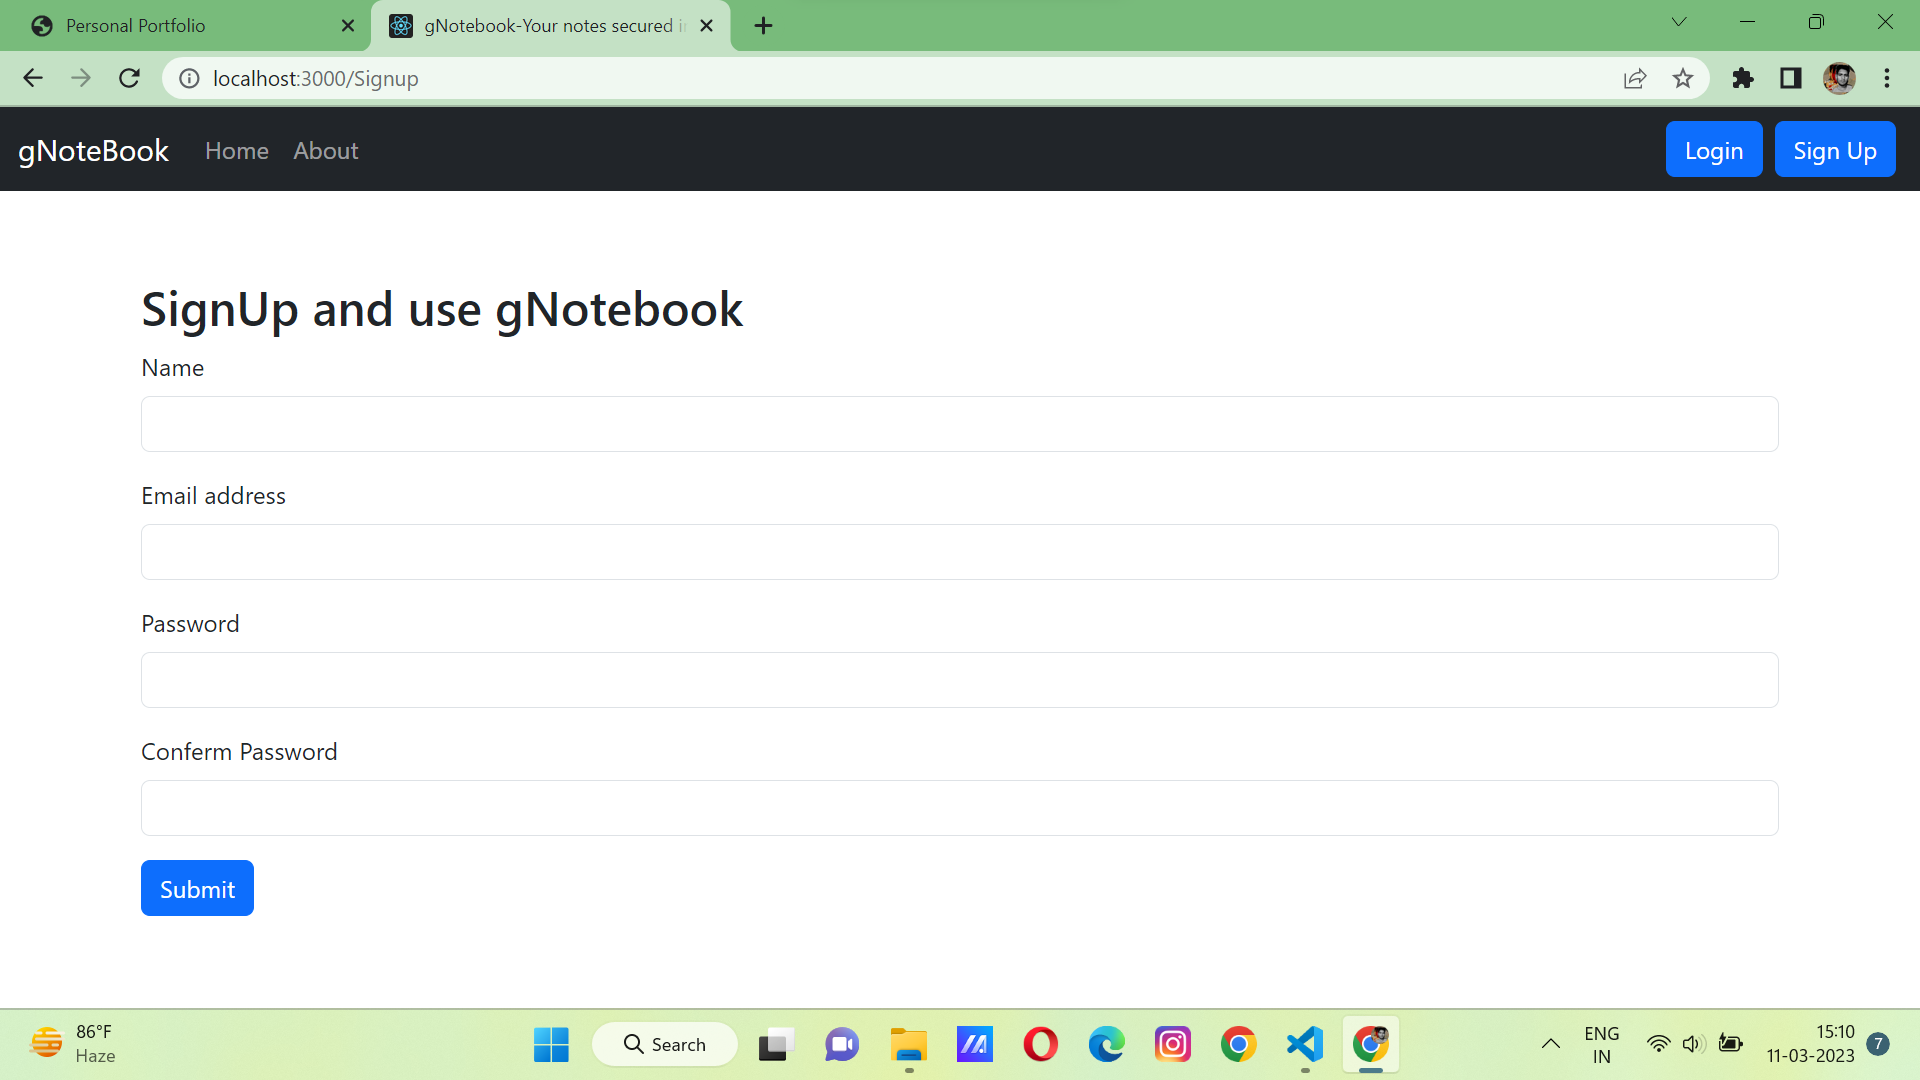 Personal Portfolio
gNotebook-Your notes secured i
localhost:3000/Signup
gNoteBook Home About Login Sign Up
SignUp and use gNotebook
Name
Email address
Password
Conferm Password
Submit
86°F
Haze
Search
ENG
IN
15:10
11-03-2023
7